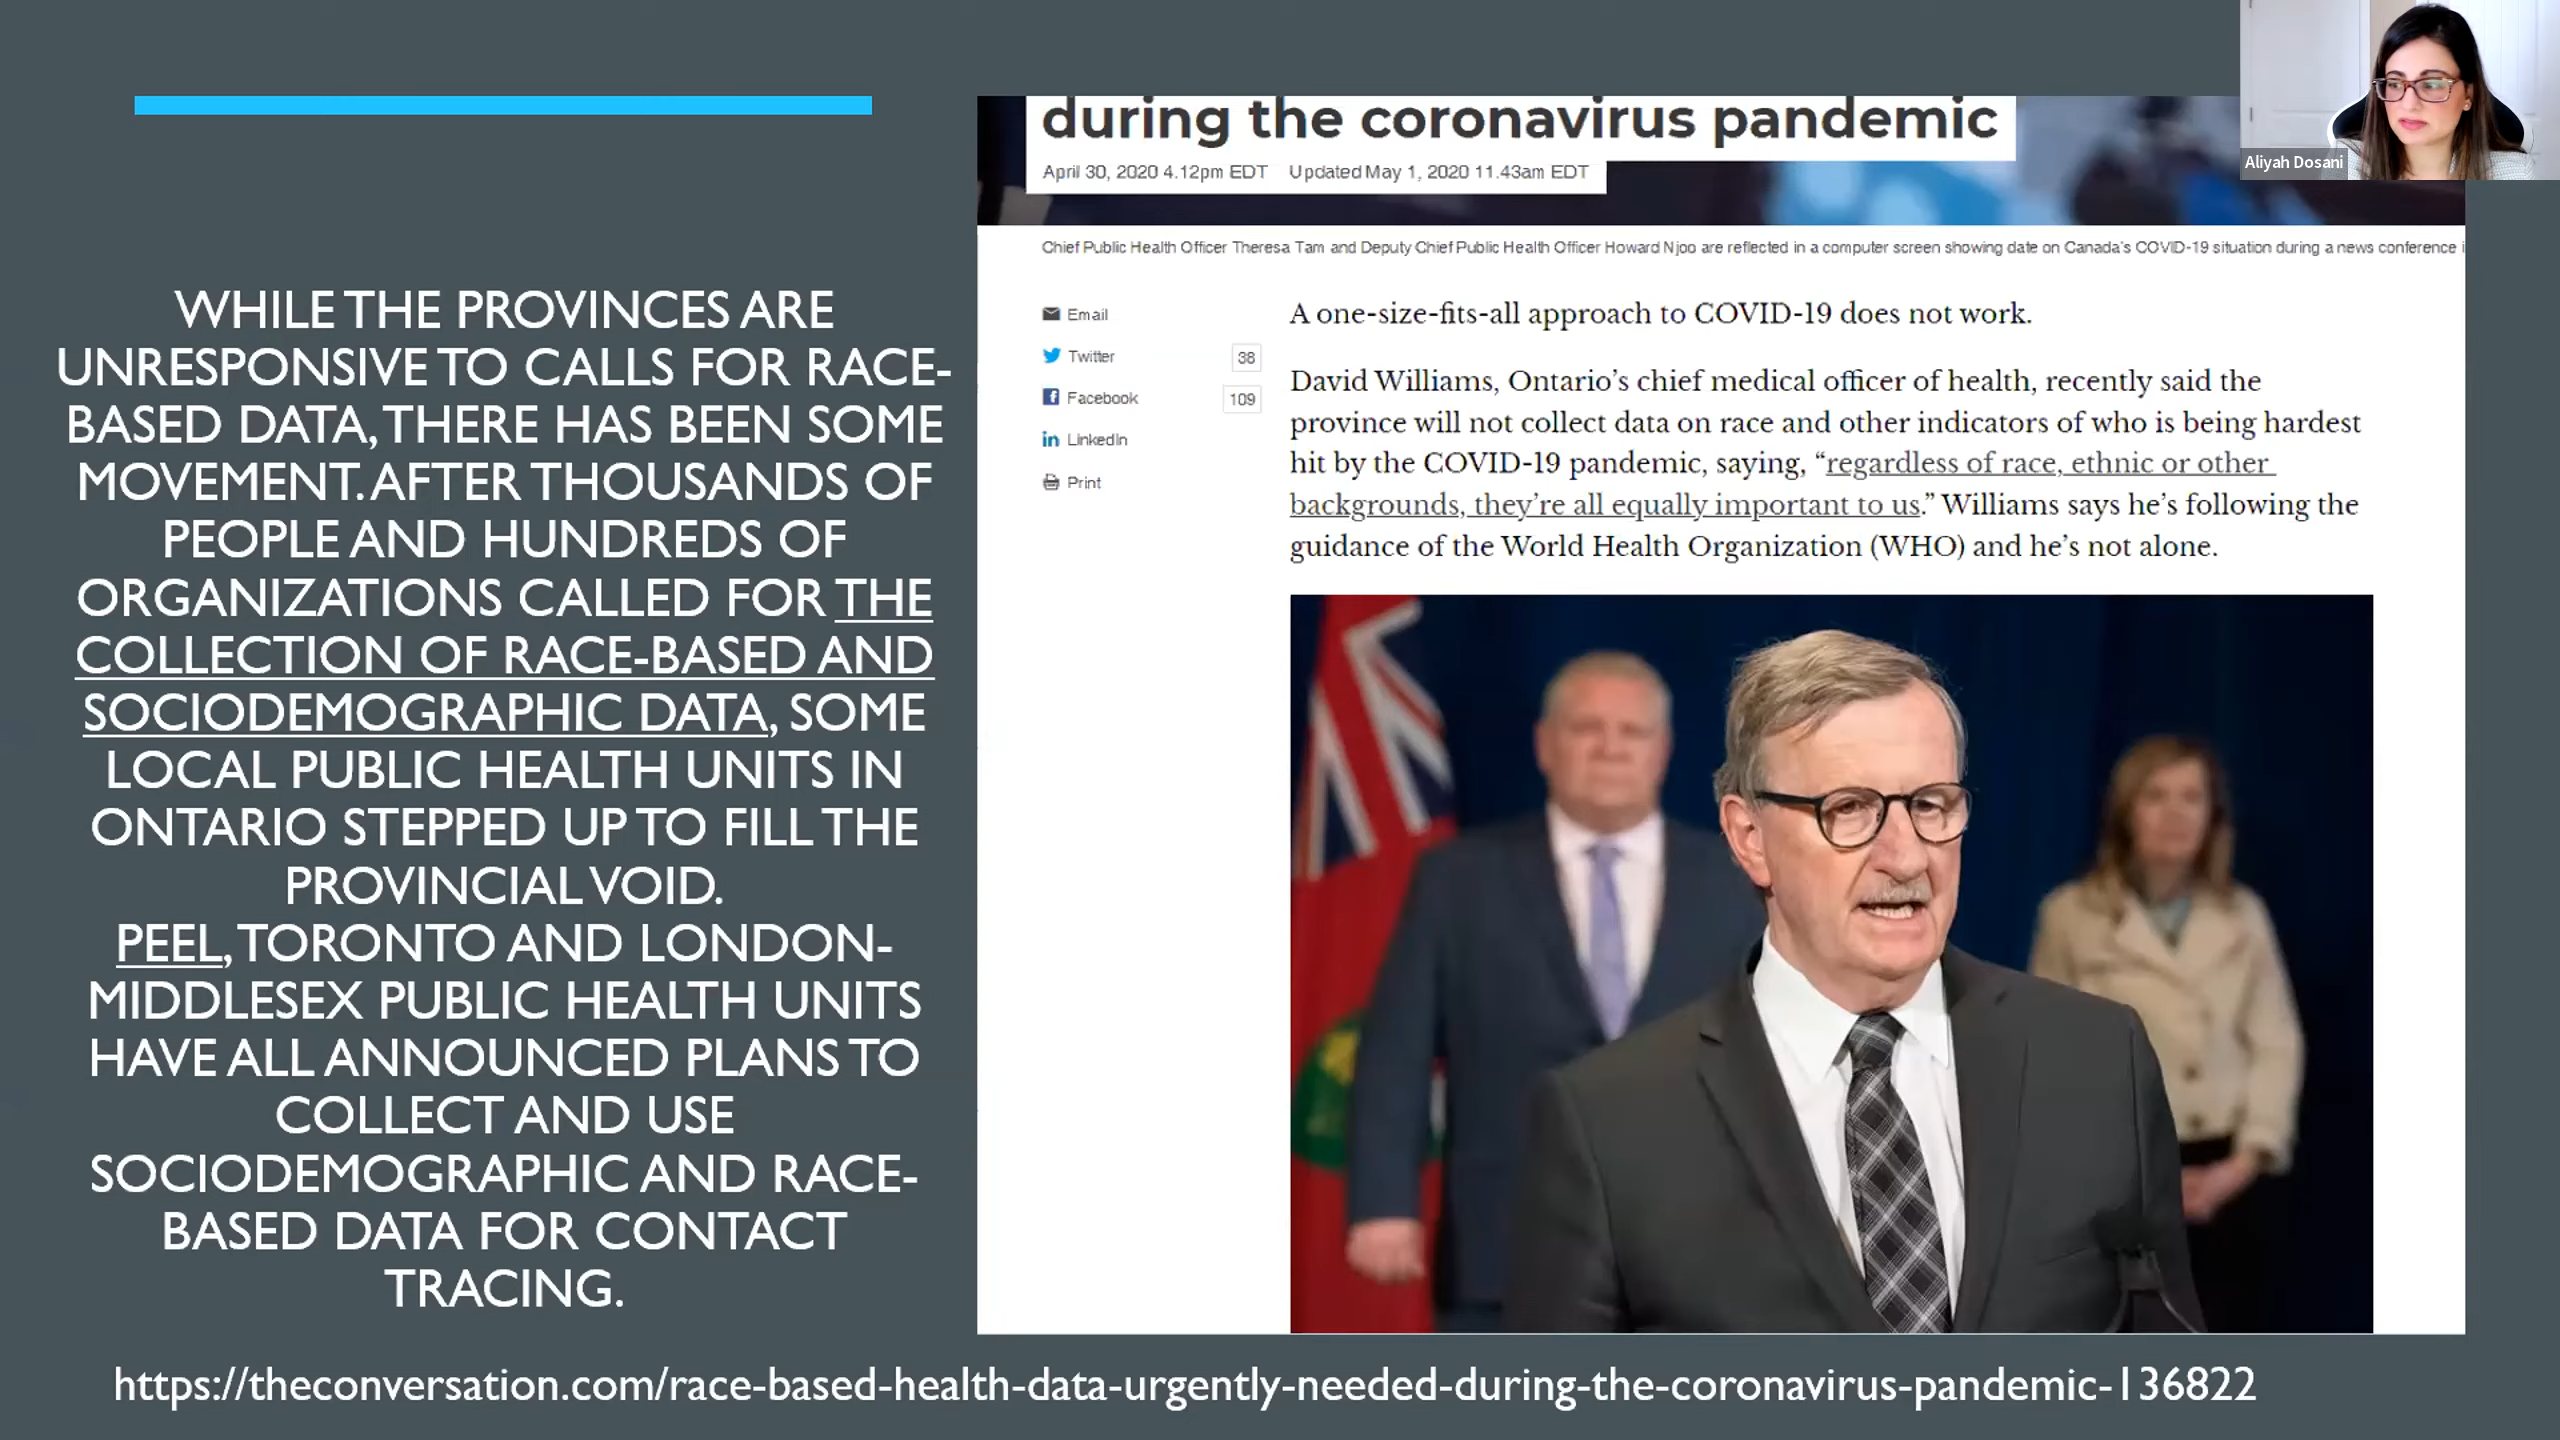 WHILE THE PROVINCES ARE
UNRESPONSIVE TO CALLS FOR RACE-
BASED DATA, THERE HAS BEEN SOME
MOVEMENT. AFTER THOUSANDS OF
PEOPLE AND HUNDREDS OF
ORGANIZATIONS CALLED FOR THE
COLLECTION OF RACE-BASED AND
SOCIODEMOGRAPHIC DATA, SOME
LOCAL PUBLIC HEALTH UNITS IN
ONTARIO STEPPED UP TO FILL THE
PROVINCIAL VOID.
PEEL, TORONTO AND LONDON-
MIDDLESEX PUBLIC HEALTH UNITS
HAVE ALL ANNOUNCED PLANS TO
COLLECT AND USE
SOCIODEMOGRAPHIC AND RACE-
BASED DATA FOR CONTACT
TRACING.
during the coronavirus pandemic
April 30, 2020 4.12pm EDT Updated May 1, 2020 11.43am EDT
Chief Public Health Officer Theresa Tam and Deputy Chief Public Health Officer Howard Njoo are reflected in a computer screen showing date on Canada's COVID-19 situation during a news conference i
Email
Twitter 38
Facebook 109
LinkedIn
Print
A one-size-fits-all approach to COVID-19 does not work.
David Williams, Ontario's chief medical officer of health, recently said the
province will not collect data on race and other indicators of who is being hardest
hit by the COVID-19 pandemic, saying, “regardless of race, ethnic or other
backgrounds, they're all equally important to us.” Williams says he's following the
guidance of the World Health Organization (WHO) and he's not alone.
Aliyah Dosani
https://theconversation.com/race-based-health-data-urgently-needed-during-the-coronavirus-pandemic-136822